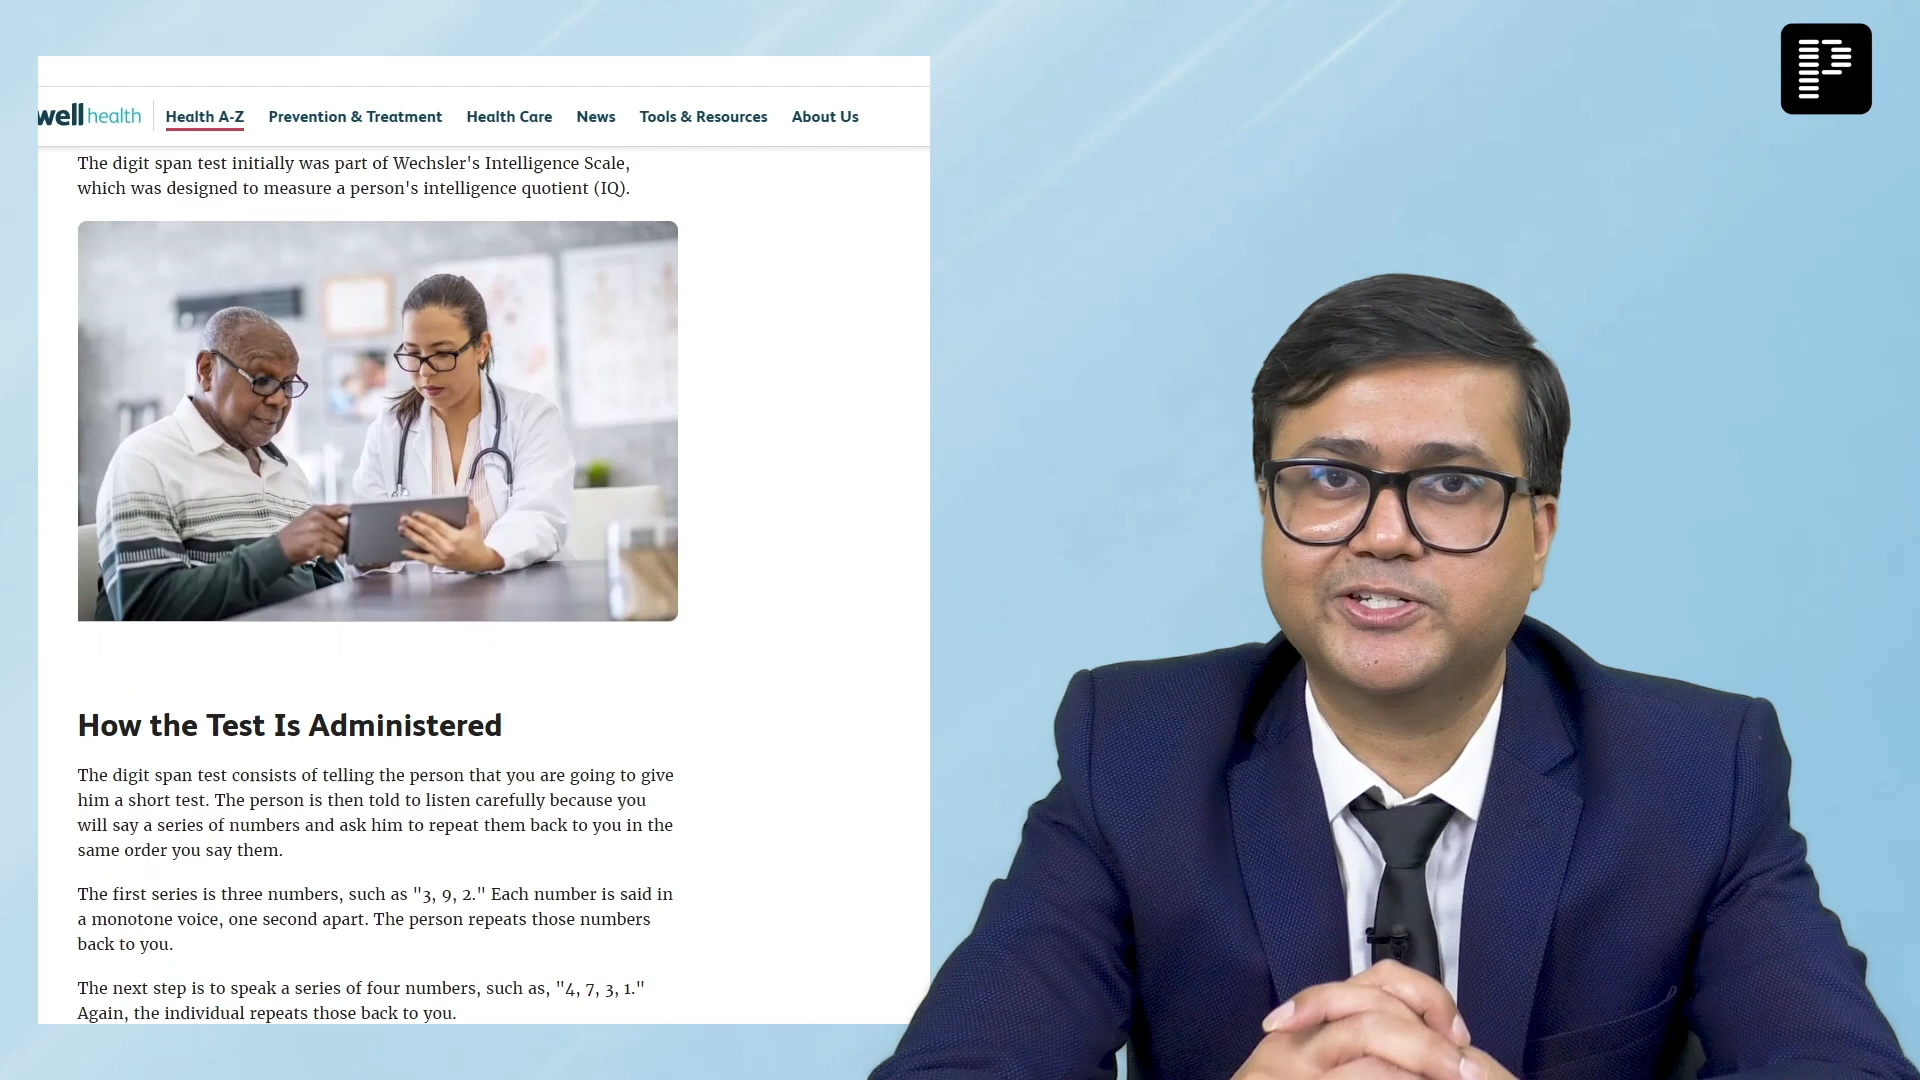 well health
Health A-Z Prevention & Treatment Health Care News Tools & Resources About Us
The digit span test initially was part of Wechsler's Intelligence Scale,
which was designed to measure a person's intelligence quotient (IQ).
How the Test Is Administered
The digit span test consists of telling the person that you are going to give
him a short test. The person is then told to listen carefully because you
will say a series of numbers and ask him to repeat them back to you in the
same order you say them.
The first series is three numbers, such as "3, 9, 2." Each number is said in
a monotone voice, one second apart. The person repeats those numbers
back to you.
The next step is to speak a series of four numbers, such as, "4, 7, 3, 1."
Again, the individual repeats those back to you.